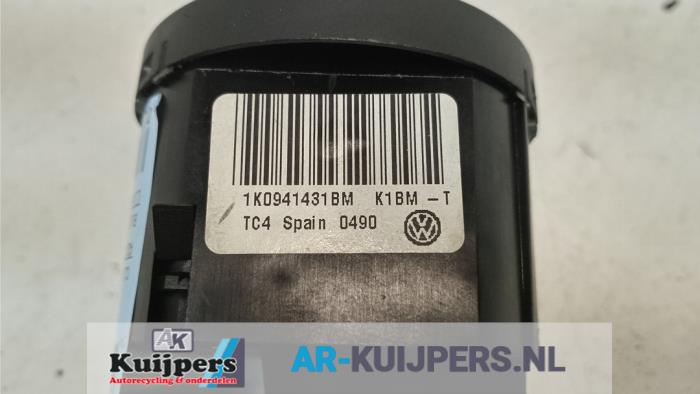 1K0941431BM K1BM -T
TC4 Spain 0490
AK
Kuijpers
Autorecycling & onderdelen
AR-KUIJPERS.NL